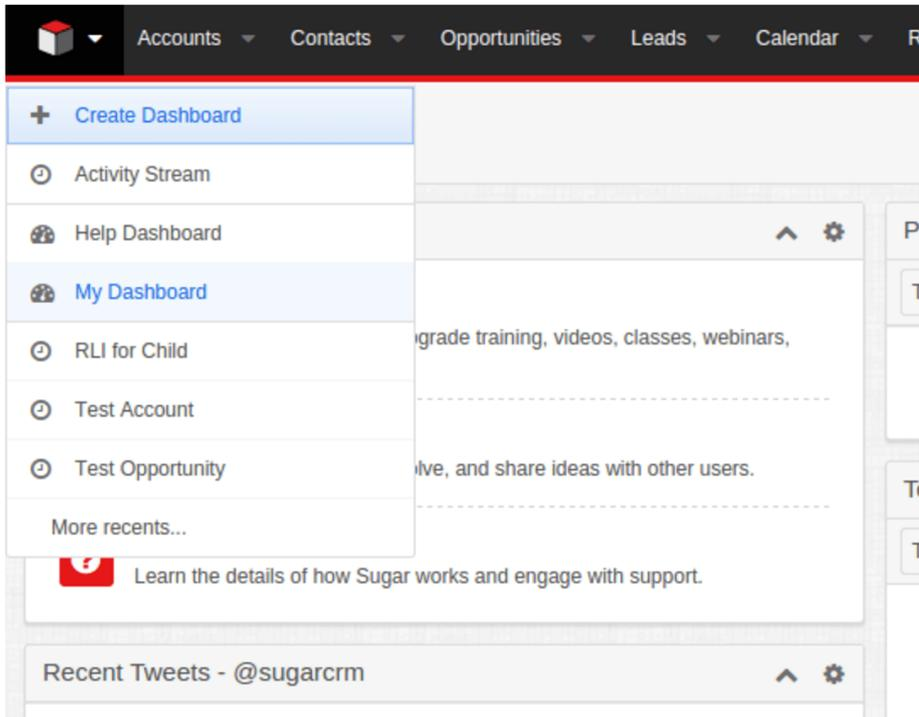 Accounts Contacts Opportunities Leads Calendar
Create Dashboard
Activity Stream
Help Dashboard
My Dashboard
RLI for Child
Test Account
Test Opportunity
More recents...
training, videos, classes, webinars,
and share ideas with other users.
Learn the details of how Sugar works and engage with support.
Recent Tweets - @sugarcrm